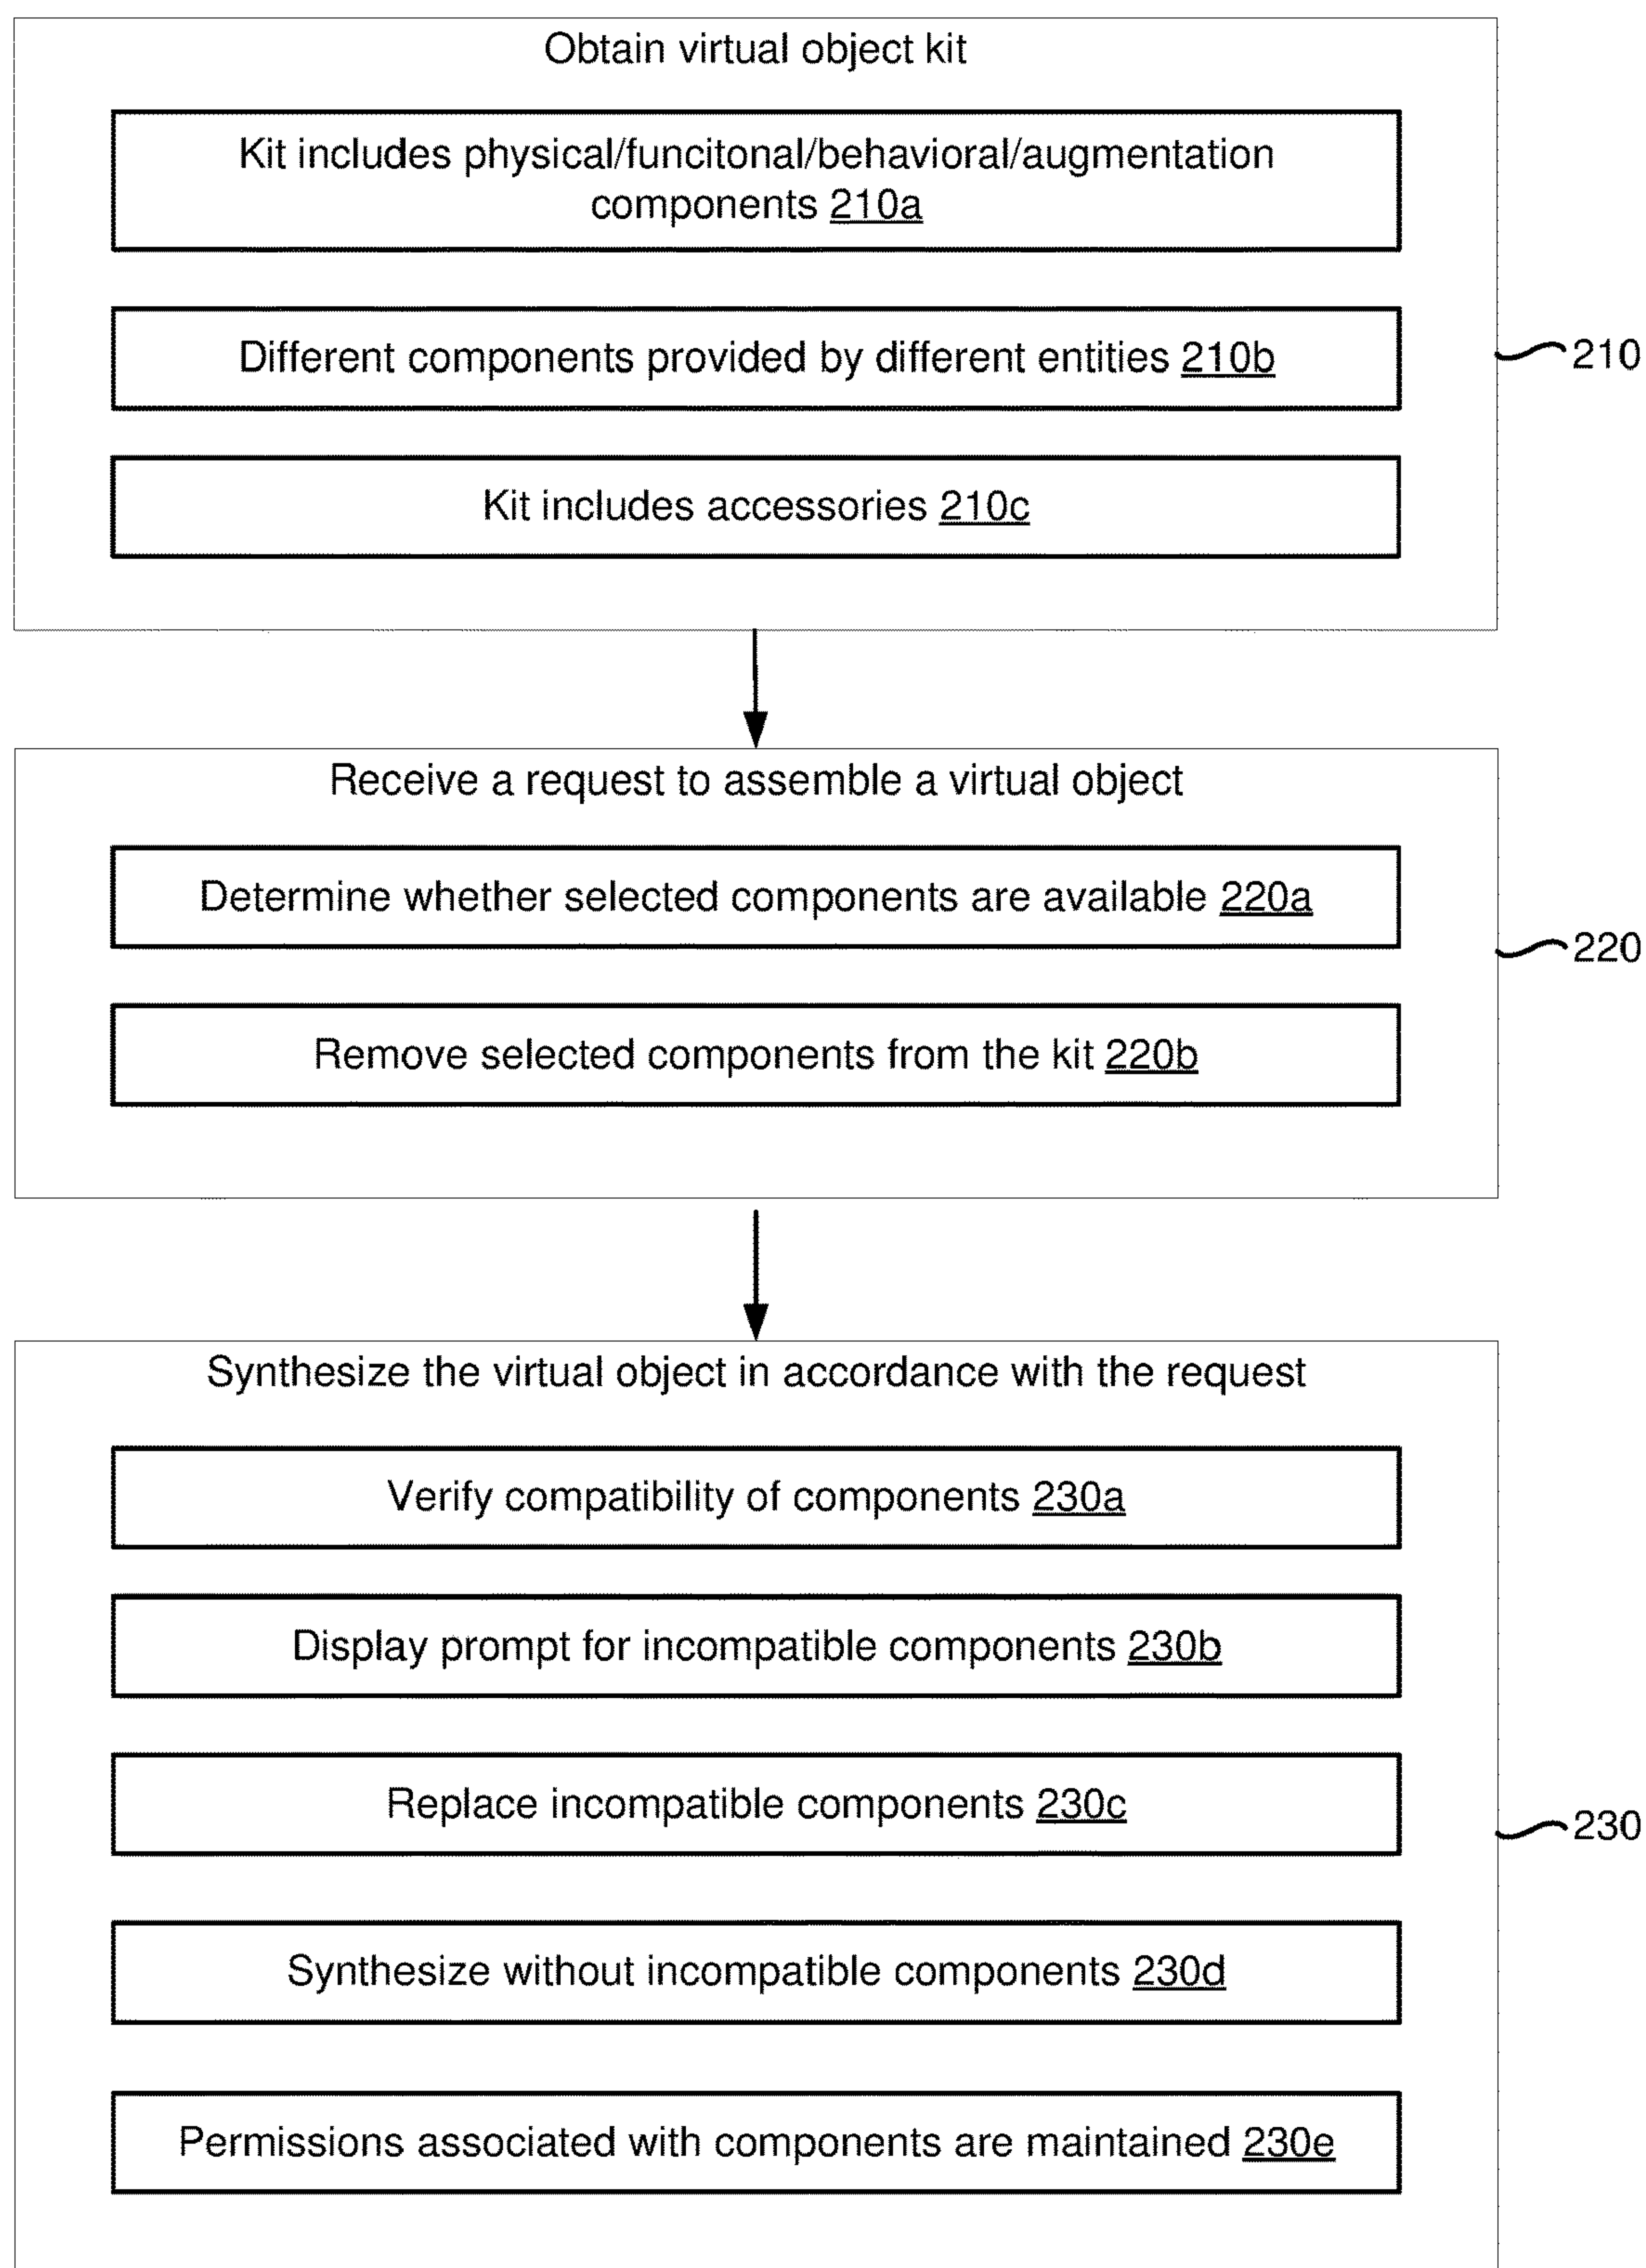 Obtain virtual object kit
Kit includes physical/funcitonal/behavioral/augmentation
components 210a
Different components provided by different entities 210b
210
Kit includes accessories 210c
Receive a request to assemble a virtual object
Determine whether selected components are available 220a
220
Remove selected components from the kit 220b
Synthesize the virtual object in accordance with the request
Verify compatibility of components 230a
Display prompt for incompatible components 230b
Replace incompatible components 230c
230
Synthesize without incompatible components 230d
Permissions associated with components are maintained 230e